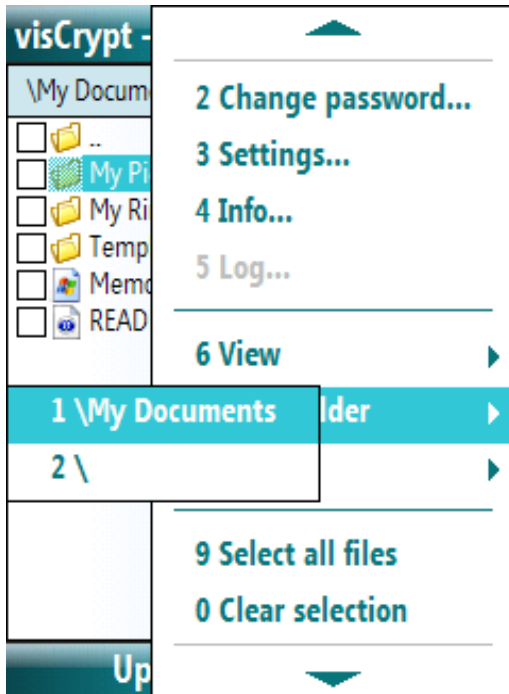 visCrypt -
\My Docum
2 Change password...
..
3 Settings...
My Pi
My Ri
4 Info...
Temp
5 Log...
Memo
READ
6 View
1 \My Documents
lder
2 \
9 Select all files
0 Clear selection
Up